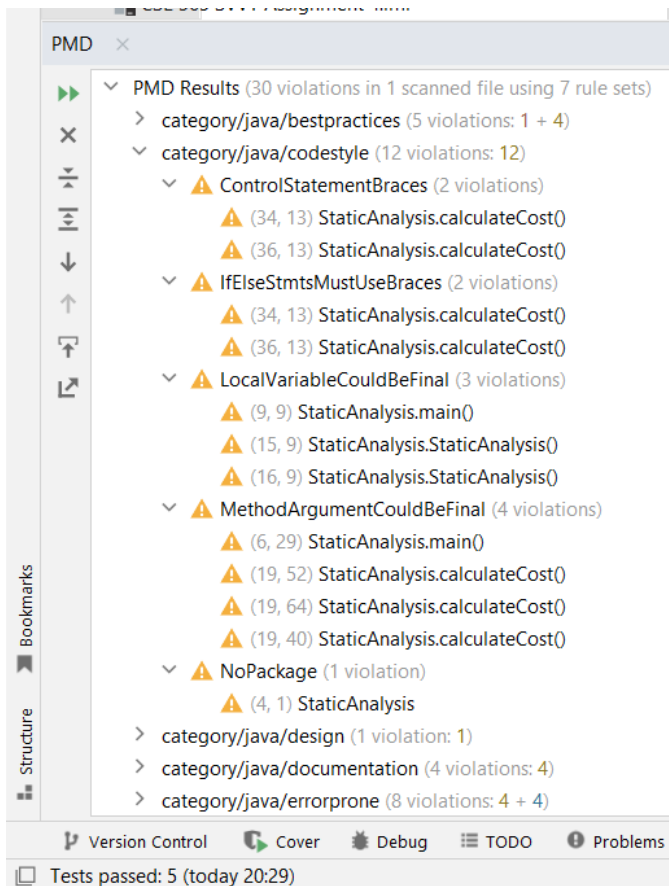 PMD
PMD Results (30 violations in 1 scanned file using 7 rule sets)
category/java/bestpractices (5 violations: 1 + 4)
category/java/codestyle (12 violations: 12)
ControlStatementBraces (2 violations)
(34, 13) StaticAnalysis.calculateCost()
(36, 13) StaticAnalysis.calculateCost()
IfElseStmtsMustUseBraces (2 violations)
(34, 13) StaticAnalysis.calculateCost()
(36, 13) StaticAnalysis.calculateCost()
LocalVariableCouldBeFinal (3 violations)
(9, 9) StaticAnalysis.main()
(15, 9) StaticAnalysis.StaticAnalysis()
(16, 9) StaticAnalysis.StaticAnalysis()
MethodArgumentCouldBeFinal (4 violations)
(6, 29) StaticAnalysis.main()
(19, 52) StaticAnalysis.calculateCost()
(19, 64) StaticAnalysis.calculateCost()
(19, 40) StaticAnalysis.calculateCost()
NoPackage (1 violation)
(4, 1) StaticAnalysis
category/java/design (1 violation: 1)
category/java/documentation (4 violations: 4)
category/java/errorprone (8 violations: 4 + 4)
Bookmarks
Structure
Version Control Cover Debug TODO Problems
Tests passed: 5 (today 20:29)